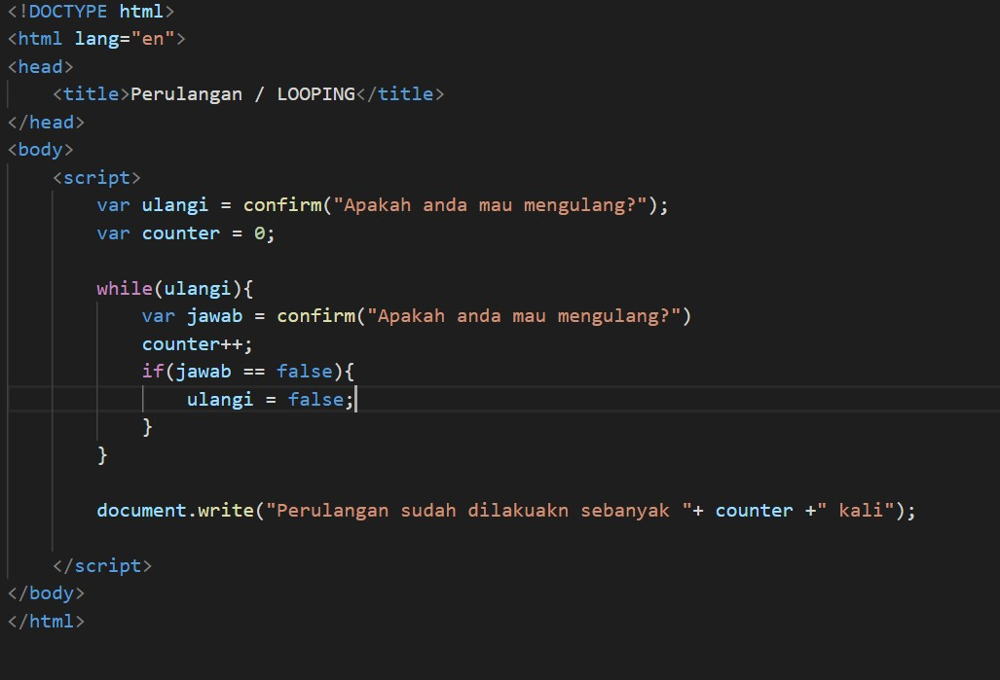 <!DOCTYPE html>
<html lang="en">
<head>
    <title>Perulangan / LOOPING</title>
</head>
<body>
    <script>
        var ulangi = confirm("Apakah anda mau mengulang?");
        var counter = 0;

        while(ulangi){
            var jawab = confirm("Apakah anda mau mengulang?")
            counter++;
            if(jawab == false){
                ulangi = false;
            }
        }

        document.write("Perulangan sudah dilakuakn sebanyak "+ counter +" kali");

    </script>
</body>
</html>